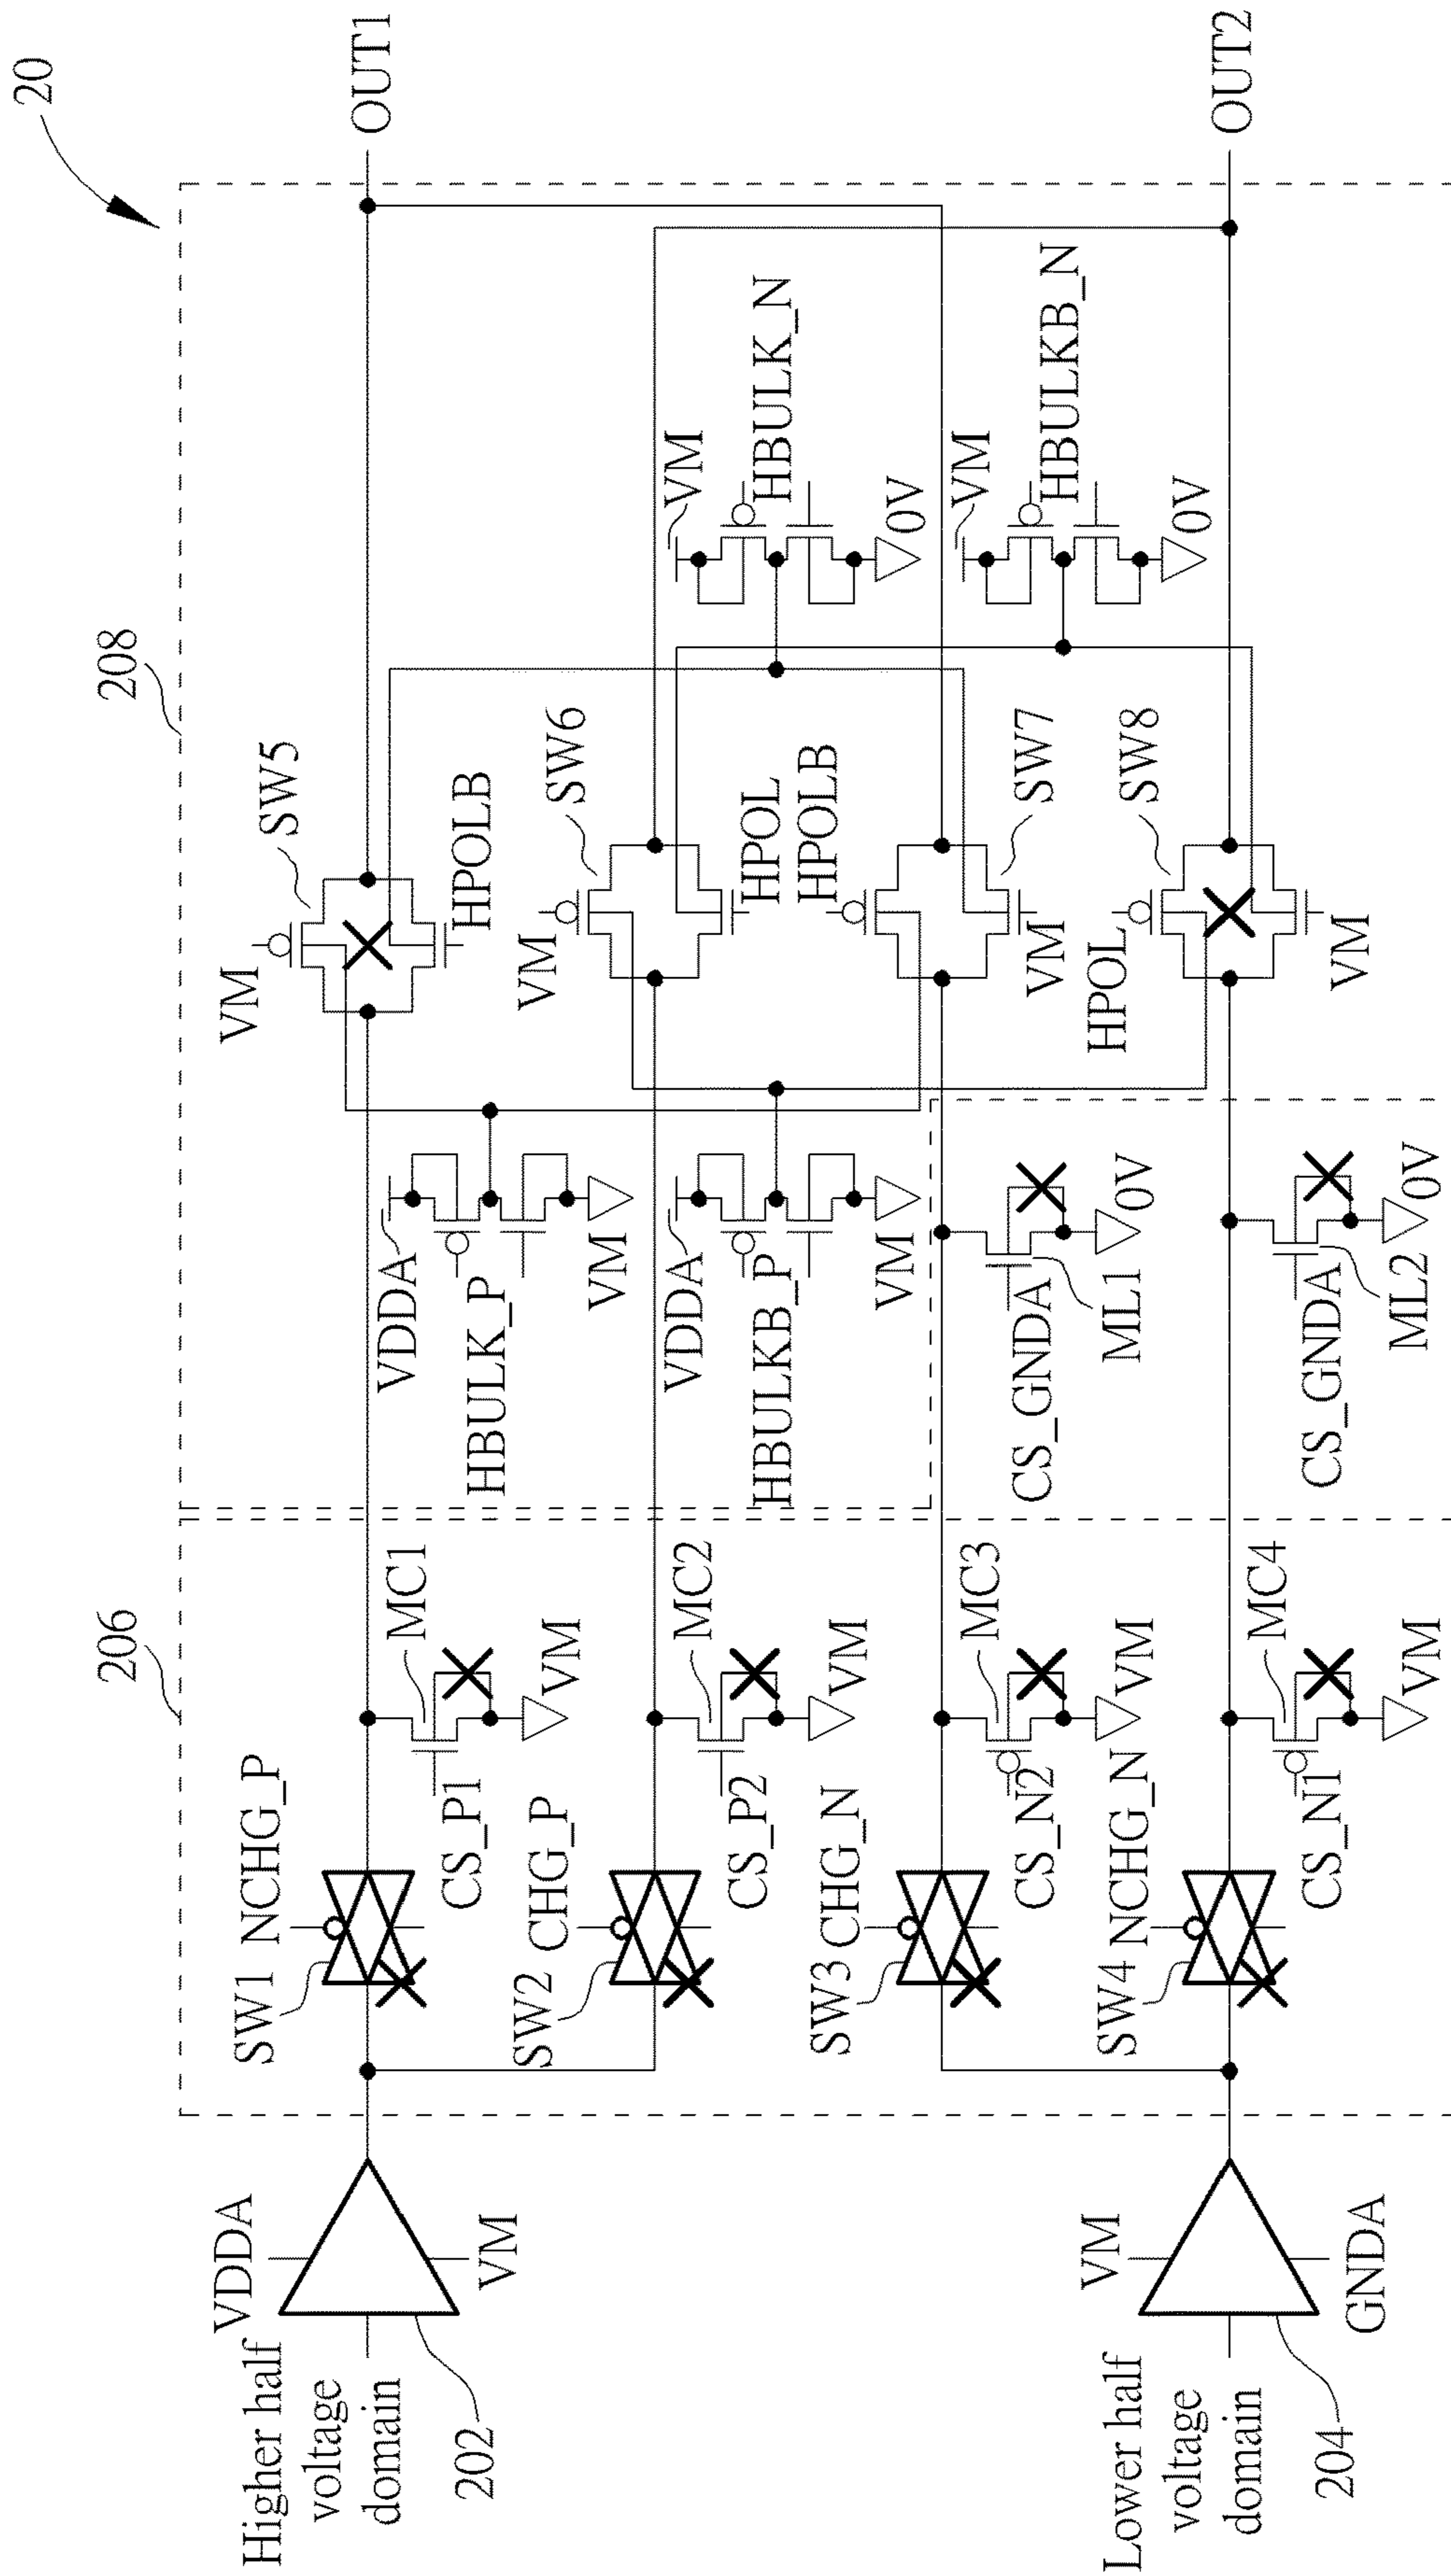 20
206
208
VDDA
Higher half
voltage
domain
VM
202
SW1
NCHG_P
MC1
CS_P1
VM
SW2
CHG_P
MC2
CS_P2
VM
VDDA
HBULK_P
VM
VDDA
HBULKB_P
VM
VM
SW5
HPOLB
VM
SW6
HPOL
HPOLB
SW7
VM
HPOL
SW8
VM
VM
HBULK_N
0V
VM
HBULKB_N
0V
OUT1
OUT2
VM
Lower half
voltage
domain
GNDA
204
SW3
CHG_N
MC3
CS_N2
VM
SW4
NCHG_N
MC4
CS_N1
VM
CS_GNDA
ML1
0V
CS_GNDA
ML2
0V